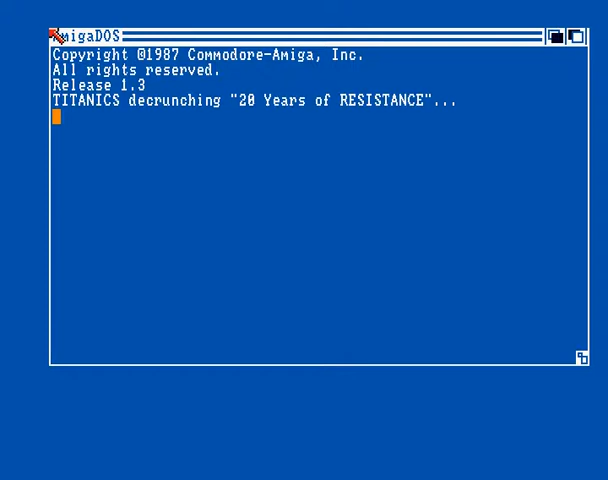 AmigaDOS
Copyright @1987 Commodore-Amiga, Inc.
All rights reserved.
Release 1.3
TITANICS decrunching "20 Years of RESISTANCE"...